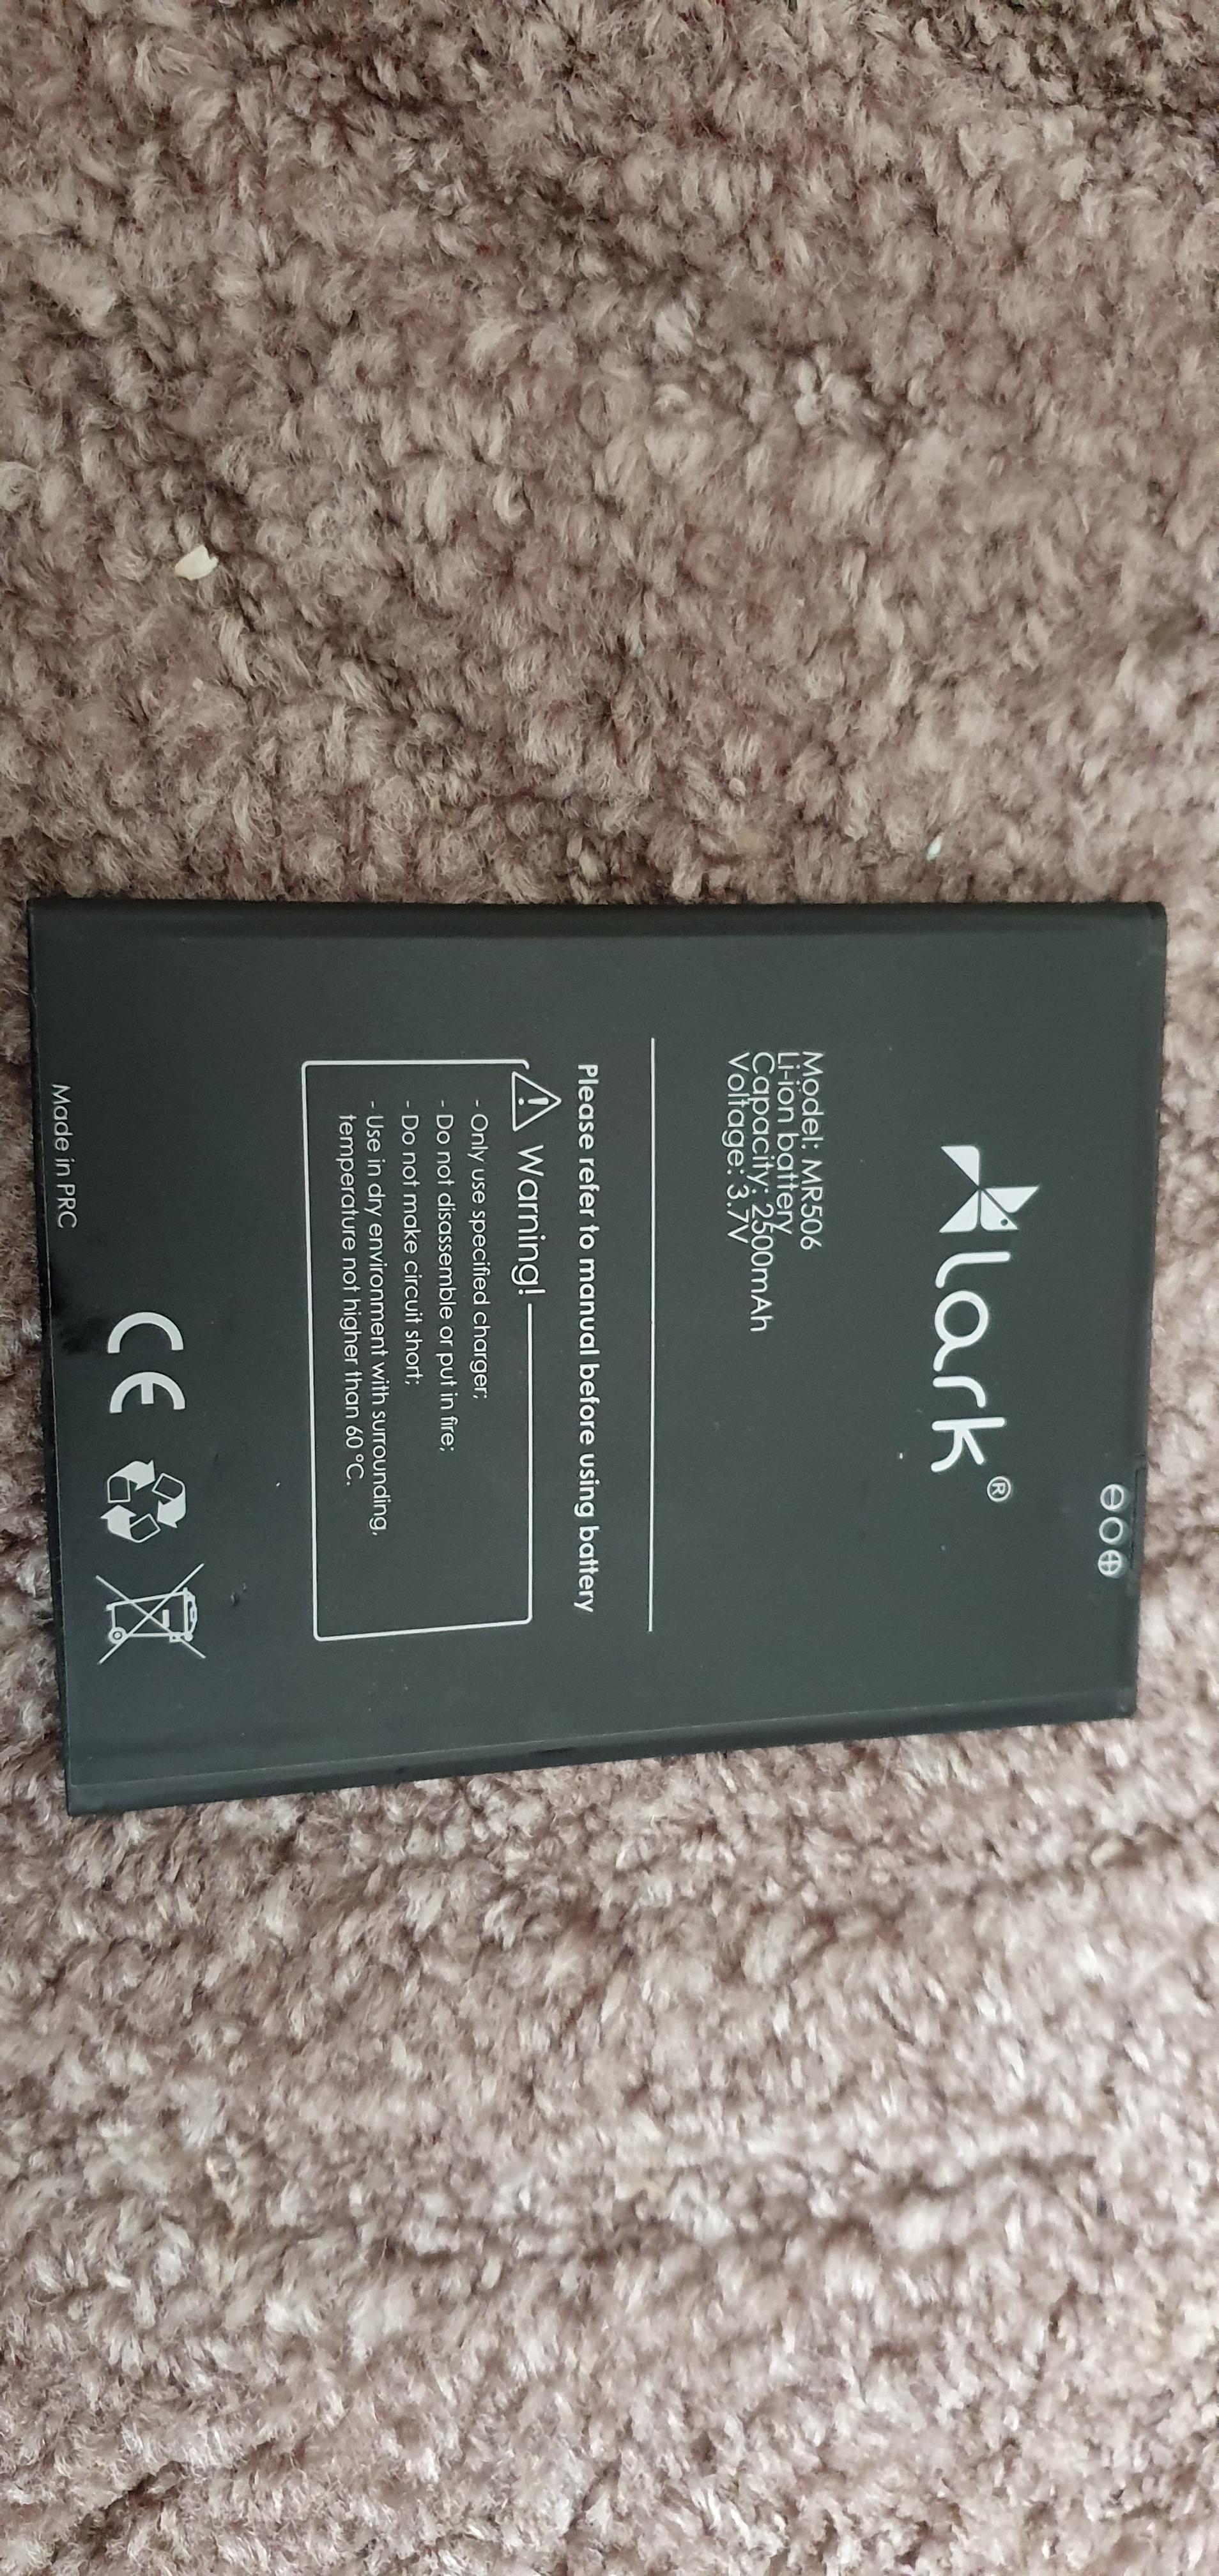 ⊖○⊕
lark®
Model: MR506
Li-ion battery
Capacity: 2500mAh
Voltage: 3.7V
Please refer to manual before using battery
Warning!
- Only use specified charger;
- Do not disassemble or put in fire;
- Do not make circuit short;
- Use in dry environment with surrounding,
temperature not higher than 60 °C.
CE
Made in PRC